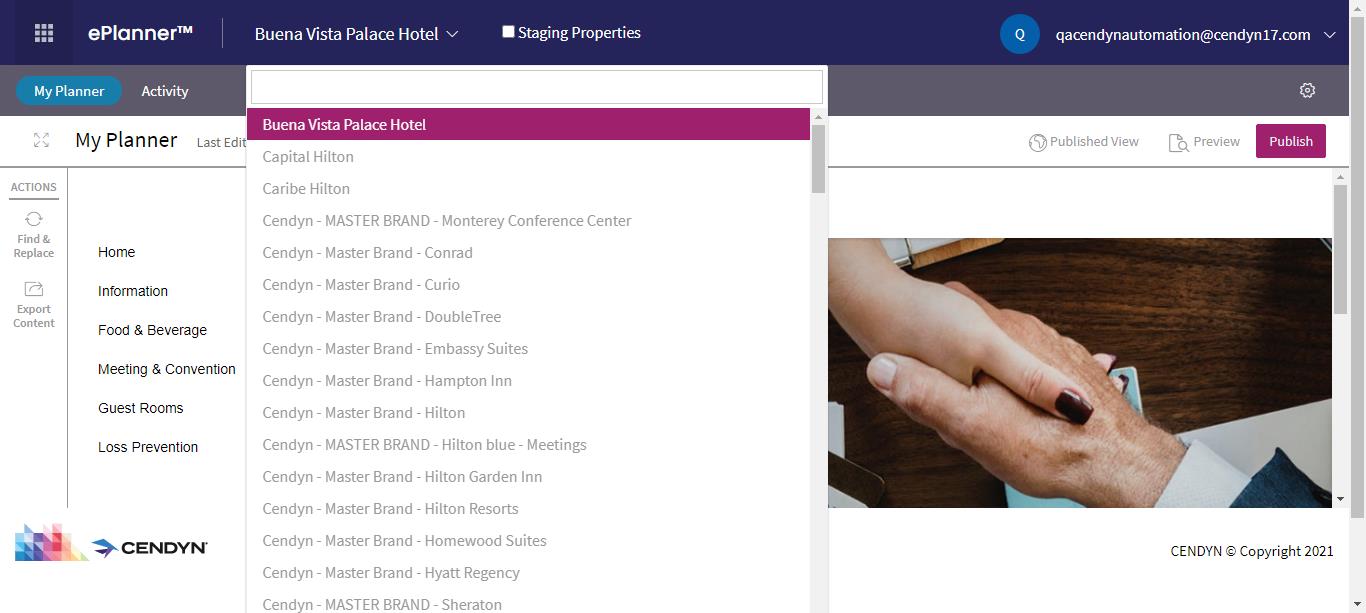 ePlanner™
Buena Vista Palace Hotel
Staging Properties
Q
qacendynautomation@cendyn17.com
My Planner
Activity
My Planner
Last Edit
Published View
Preview
Publish
ACTIONS
Find &
Replace
Export
Content
Home
Information
Food & Beverage
Meeting & Convention
Guest Rooms
Loss Prevention
Buena Vista Palace Hotel
Capital Hilton
Caribe Hilton
Cendyn - MASTER BRAND - Monterey Conference Center
Cendyn - Master Brand - Conrad
Cendyn - Master Brand - Curio
Cendyn - Master Brand - DoubleTree
Cendyn - Master Brand - Embassy Suites
Cendyn - Master Brand - Hampton Inn
Cendyn - Master Brand - Hilton
Cendyn - MASTER BRAND - Hilton blue - Meetings
Cendyn - Master Brand - Hilton Garden Inn
Cendyn - Master Brand - Hilton Resorts
Cendyn - Master Brand - Homewood Suites
Cendyn - Master Brand - Hyatt Regency
Cendyn - MASTER BRAND - Sheraton
CENDYN
CENDYN © Copyright 2021